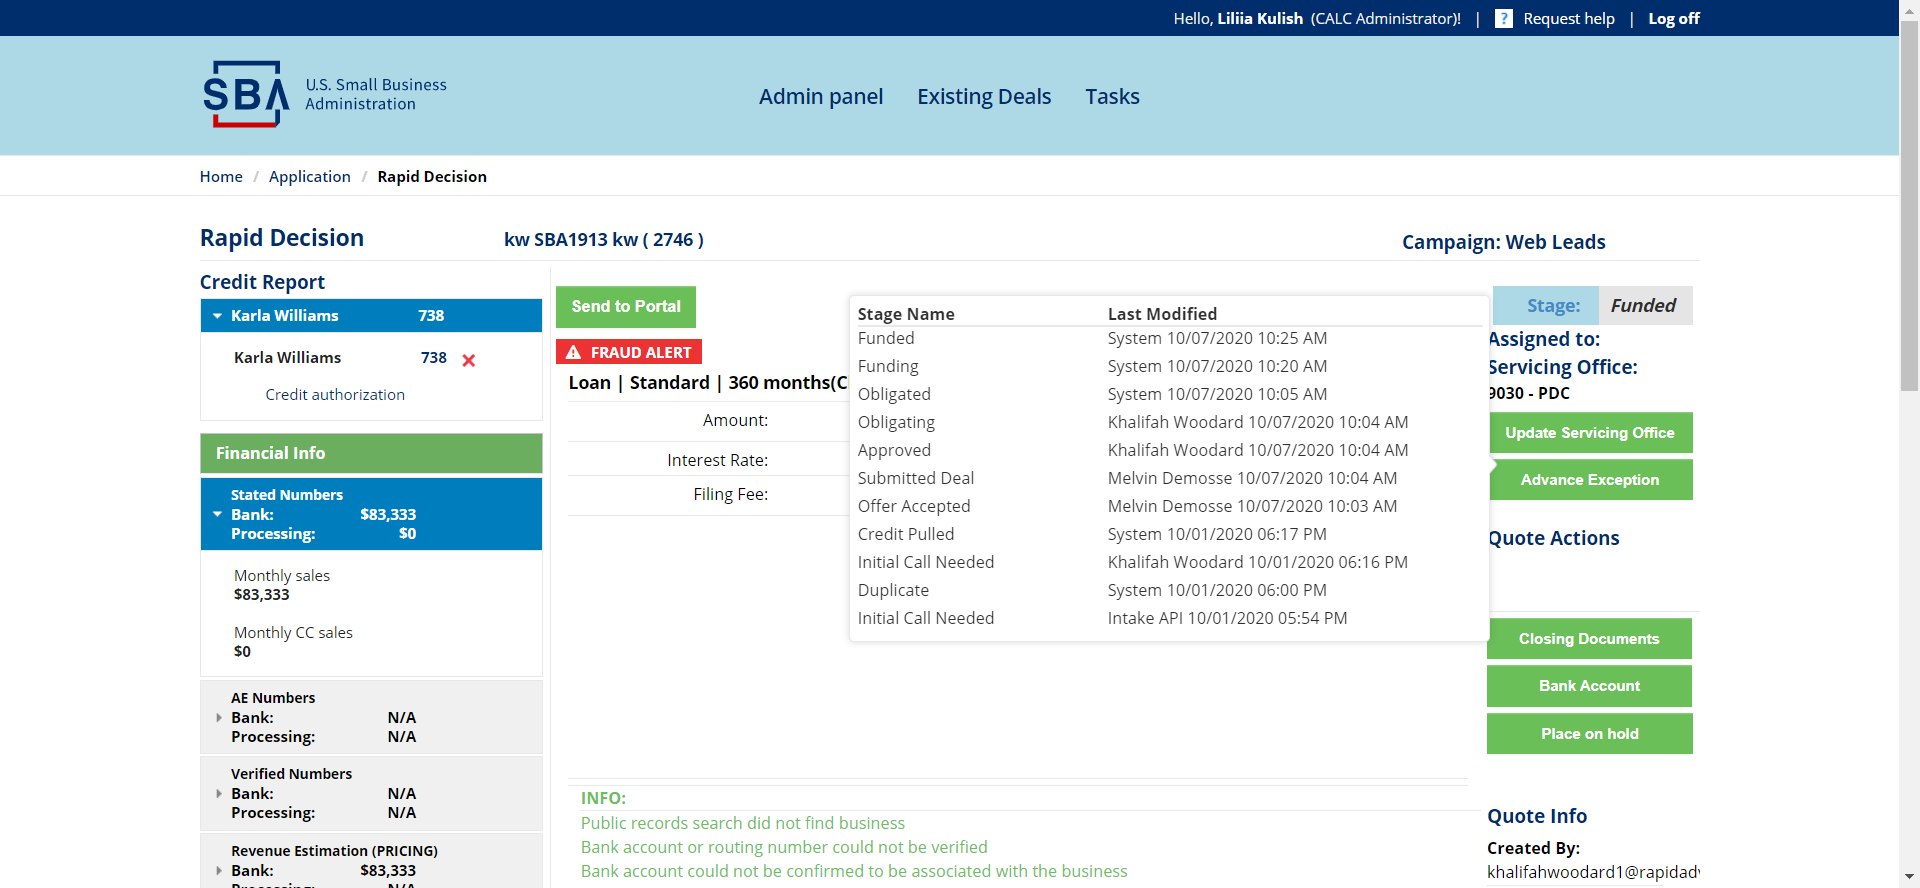 Hello, Liliia Kulish (CALC Administrator)! | ? Request help | Log off
SBA U.S. Small Business
Administration
Admin panel Existing Deals Tasks
Home / Application / Rapid Decision
Rapid Decision kw SBA1913 kw ( 2746 ) Campaign: Web Leads
Credit Report
Karla Williams 738
Karla Williams 738
Credit authorization
Financial Info
Stated Numbers
Bank: $83,333
Processing: $0
Monthly sales
$83,333
Monthly CC sales
$0
AE Numbers
Bank: N/A
Processing: N/A
Verified Numbers
Bank: N/A
Processing: N/A
Revenue Estimation (PRICING)
Bank: $83,333
Processing: N/A
Send to Portal
FRAUD ALERT
Loan | Standard | 360 months(C
Amount:
Interest Rate:
Filing Fee:
Stage Name Last Modified
Funded System 10/07/2020 10:25 AM
Funding System 10/07/2020 10:20 AM
Obligated System 10/07/2020 10:05 AM
Obligating Khalifah Woodard 10/07/2020 10:04 AM
Approved Khalifah Woodard 10/07/2020 10:04 AM
Submitted Deal Melvin Demosse 10/07/2020 10:04 AM
Offer Accepted Melvin Demosse 10/07/2020 10:03 AM
Credit Pulled System 10/01/2020 06:17 PM
Initial Call Needed Khalifah Woodard 10/01/2020 06:16 PM
Duplicate System 10/01/2020 06:00 PM
Initial Call Needed Intake API 10/01/2020 05:54 PM
INFO:
Public records search did not find business
Bank account or routing number could not be verified
Bank account could not be confirmed to be associated with the business
Stage: Funded
Assigned to:
Servicing Office:
9030 - PDC
Update Servicing Office
Advance Exception
Quote Actions
Closing Documents
Bank Account
Place on hold
Quote Info
Created By:
khalifahwoodard1@rapidadv